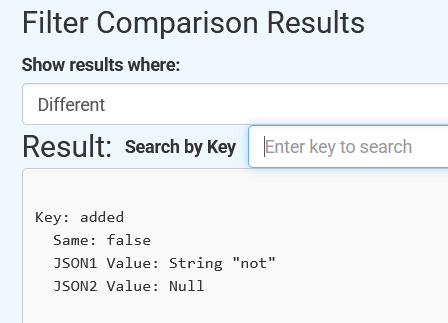 Filter Comparison Results
Show results where:
Different
Result: Search by Key Enter key to search
Key: added
Same: false
JSON1 Value: String "not"
JSON2 Value: Null